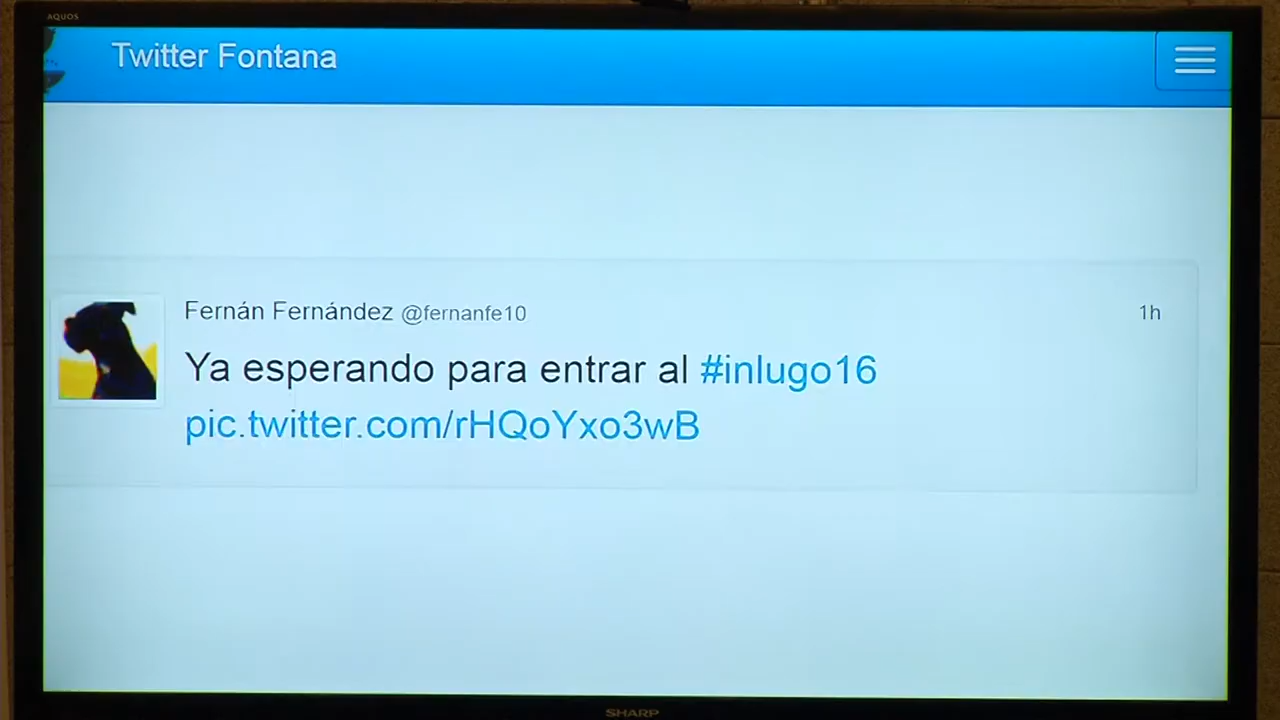 AQUOS
Twitter Fontana
Fernán Fernández @fernanfe10 1h
Ya esperando para entrar al #inlugo16
pic.twitter.com/rHQoYxo3wB
SHARP